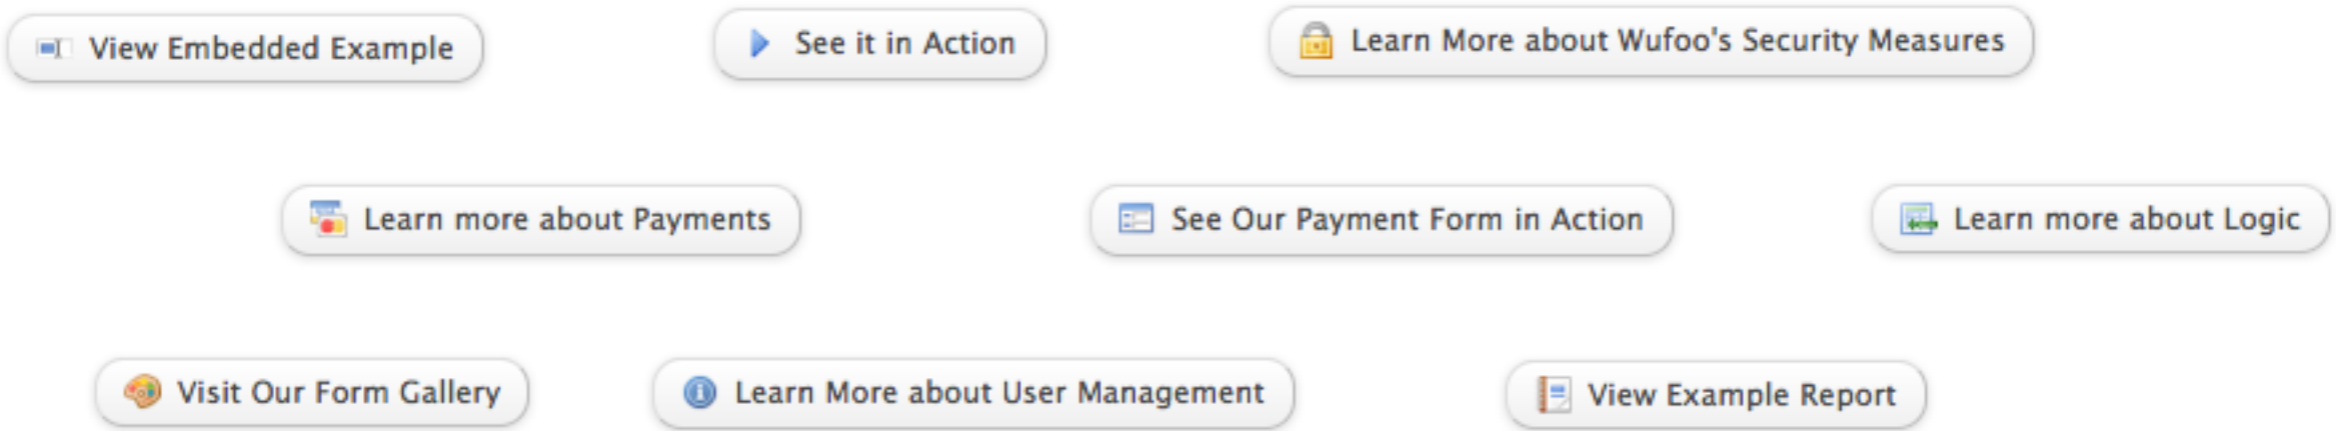 View Embedded Example
See it in Action
Learn More about Wufoo's Security Measures
Learn more about Payments
See Our Payment Form in Action
Learn more about Logic
Visit Our Form Gallery
Learn More about User Management
View Example Report